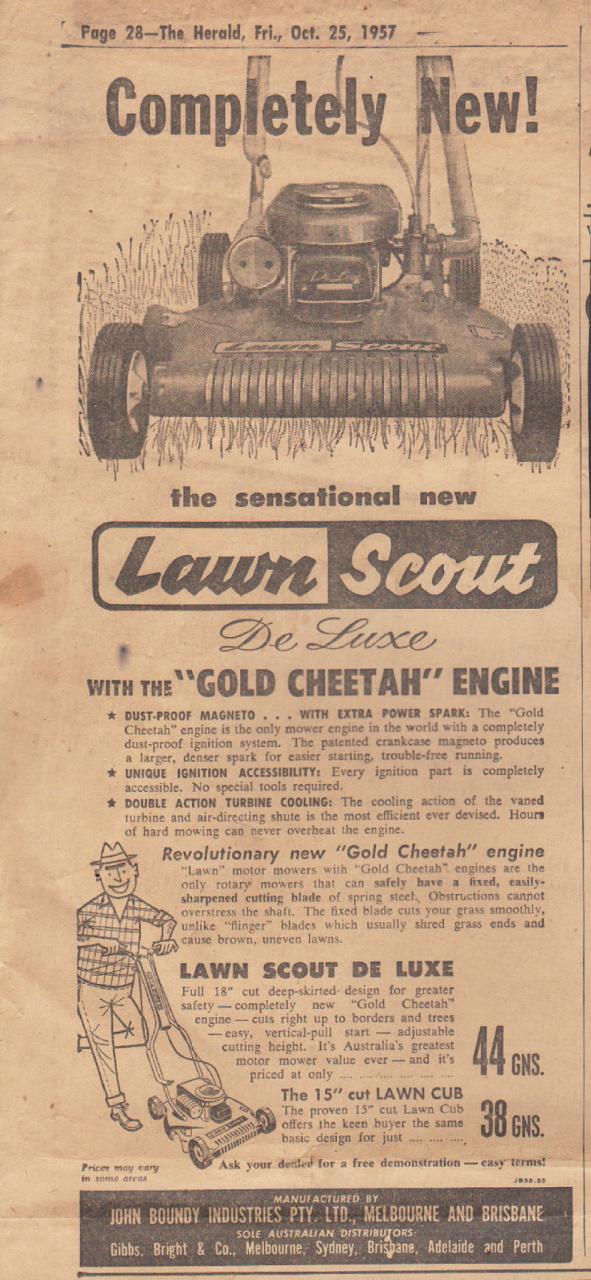 Page 28—The Herald, Fri., Oct. 25, 1957
Completely New!
Lawn Scout
the sensational new
Lawn Scout
De Luxe
WITH THE "GOLD CHEETAH" ENGINE
★ DUST-PROOF MAGNETO . . . WITH EXTRA POWER SPARK: The "Gold
Cheetah" engine is the only mower engine in the world with a completely
dust-proof ignition system. The patented crankcase magneto produces
a larger, denser spark for easier starting, trouble-free running.
★ UNIQUE IGNITION ACCESSIBILITY: Every ignition part is completely
accessible. No special tools required.
★ DOUBLE ACTION TURBINE COOLING: The cooling action of the vaned
turbine and air-directing shute is the most efficient ever devised. Hours
of hard mowing can never overheat the engine.
Revolutionary new "Gold Cheetah" engine
"Lawn" motor mowers with "Gold Cheetah" engines are the
only rotary mowers that can safely have a fixed, easily-
sharpened cutting blade of spring steel. Obstructions cannot
overstress the shaft. The fixed blade cuts your grass smoothly,
unlike "flinger" blades which usually shred grass ends and
cause brown, uneven lawns.
LAWN SCOUT DE LUXE
Full 18" cut deep-skirted design for greater
safety — completely new "Gold Cheetah"
engine — cuts right up to borders and trees
— easy, vertical-pull start — adjustable
cutting height. It's Australia's greatest
motor mower value ever — and it's
priced at only .... .... .... .... .... ....
44 GNS.
The 15" cut LAWN CUB
The proven 15" cut Lawn Cub
offers the keen buyer the same
basic design for just .... .... ....
38 GNS.
Ask your dealer for a free demonstration — easy terms!
Prices may vary
in some areas
MANUFACTURED BY
JOHN BOUNDY INDUSTRIES PTY. LTD., MELBOURNE AND BRISBANE
SOLE AUSTRALIAN DISTRIBUTORS:
Gibbs, Bright & Co., Melbourne, Sydney, Brisbane, Adelaide and Perth